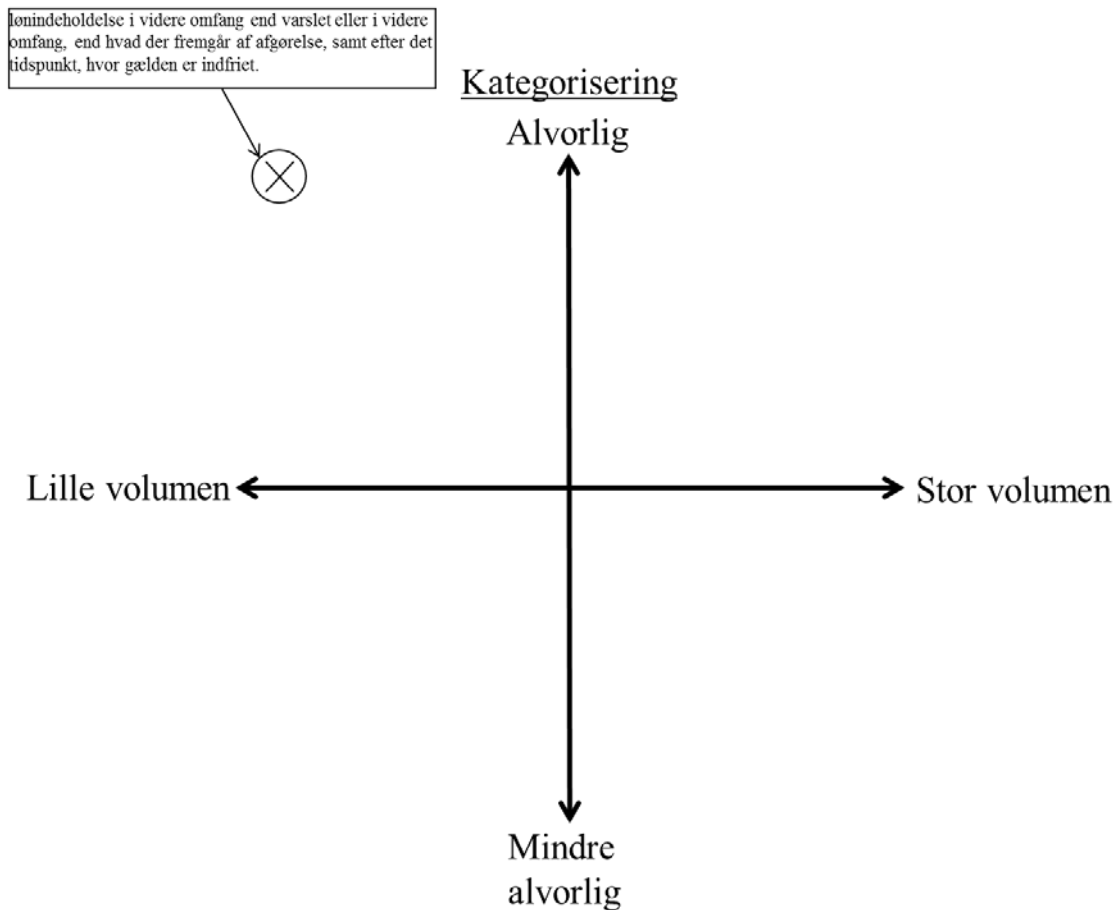 lønindeholdelse i videre omfang end varslet eller i videre
omfang, end hvad der fremgår af afgørelse, samt efter det
tidspunkt, hvor gælden er indfriet.
Kategorisering
Alvorlig
Lille volumen
Stor volumen
Mindre
alvorlig